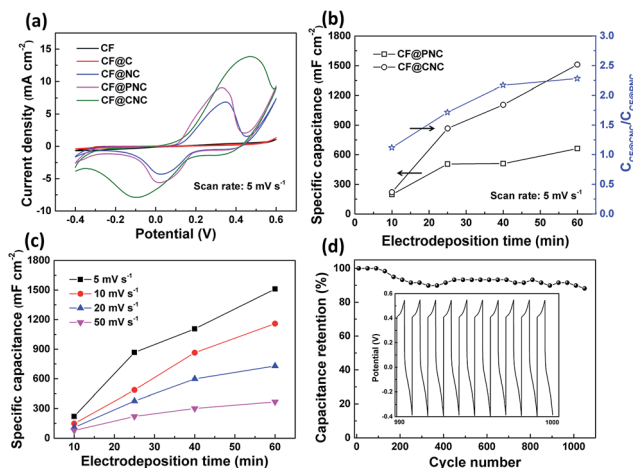 (a)
CF
CF@C
CF@NC
CF@PNC
CF@CNC
Scan rate: 5 mV s⁻¹
Current density (mA cm⁻²)
15
10
5
0
-5
-10
-0.4 -0.2 0.0 0.2 0.4 0.6
Potential (V)
(b)
CF@PNC
CF@CNC
Scan rate: 5 mV s⁻¹
Specific capacitance (mF cm⁻²)
1800
1500
1200
900
600
300
0
3.0
2.5
2.0
1.5
1.0
0.5
0.0
C_CF@CNC/C_CF@PNC
10 20 30 40 50 60
Electrodeposition time (min)
(c)
5 mV s⁻¹
10 mV s⁻¹
20 mV s⁻¹
50 mV s⁻¹
Specific capacitance (mF cm⁻²)
1800
1500
1200
900
600
300
0
10 20 30 40 50 60
Electrodeposition time (min)
(d)
Capacitance retention (%)
120
100
80
60
40
20
0
Potential (V)
0.4
0.2
0.0
-0.2
-0.4
990 1000
0 200 400 600 800 1000
Cycle number